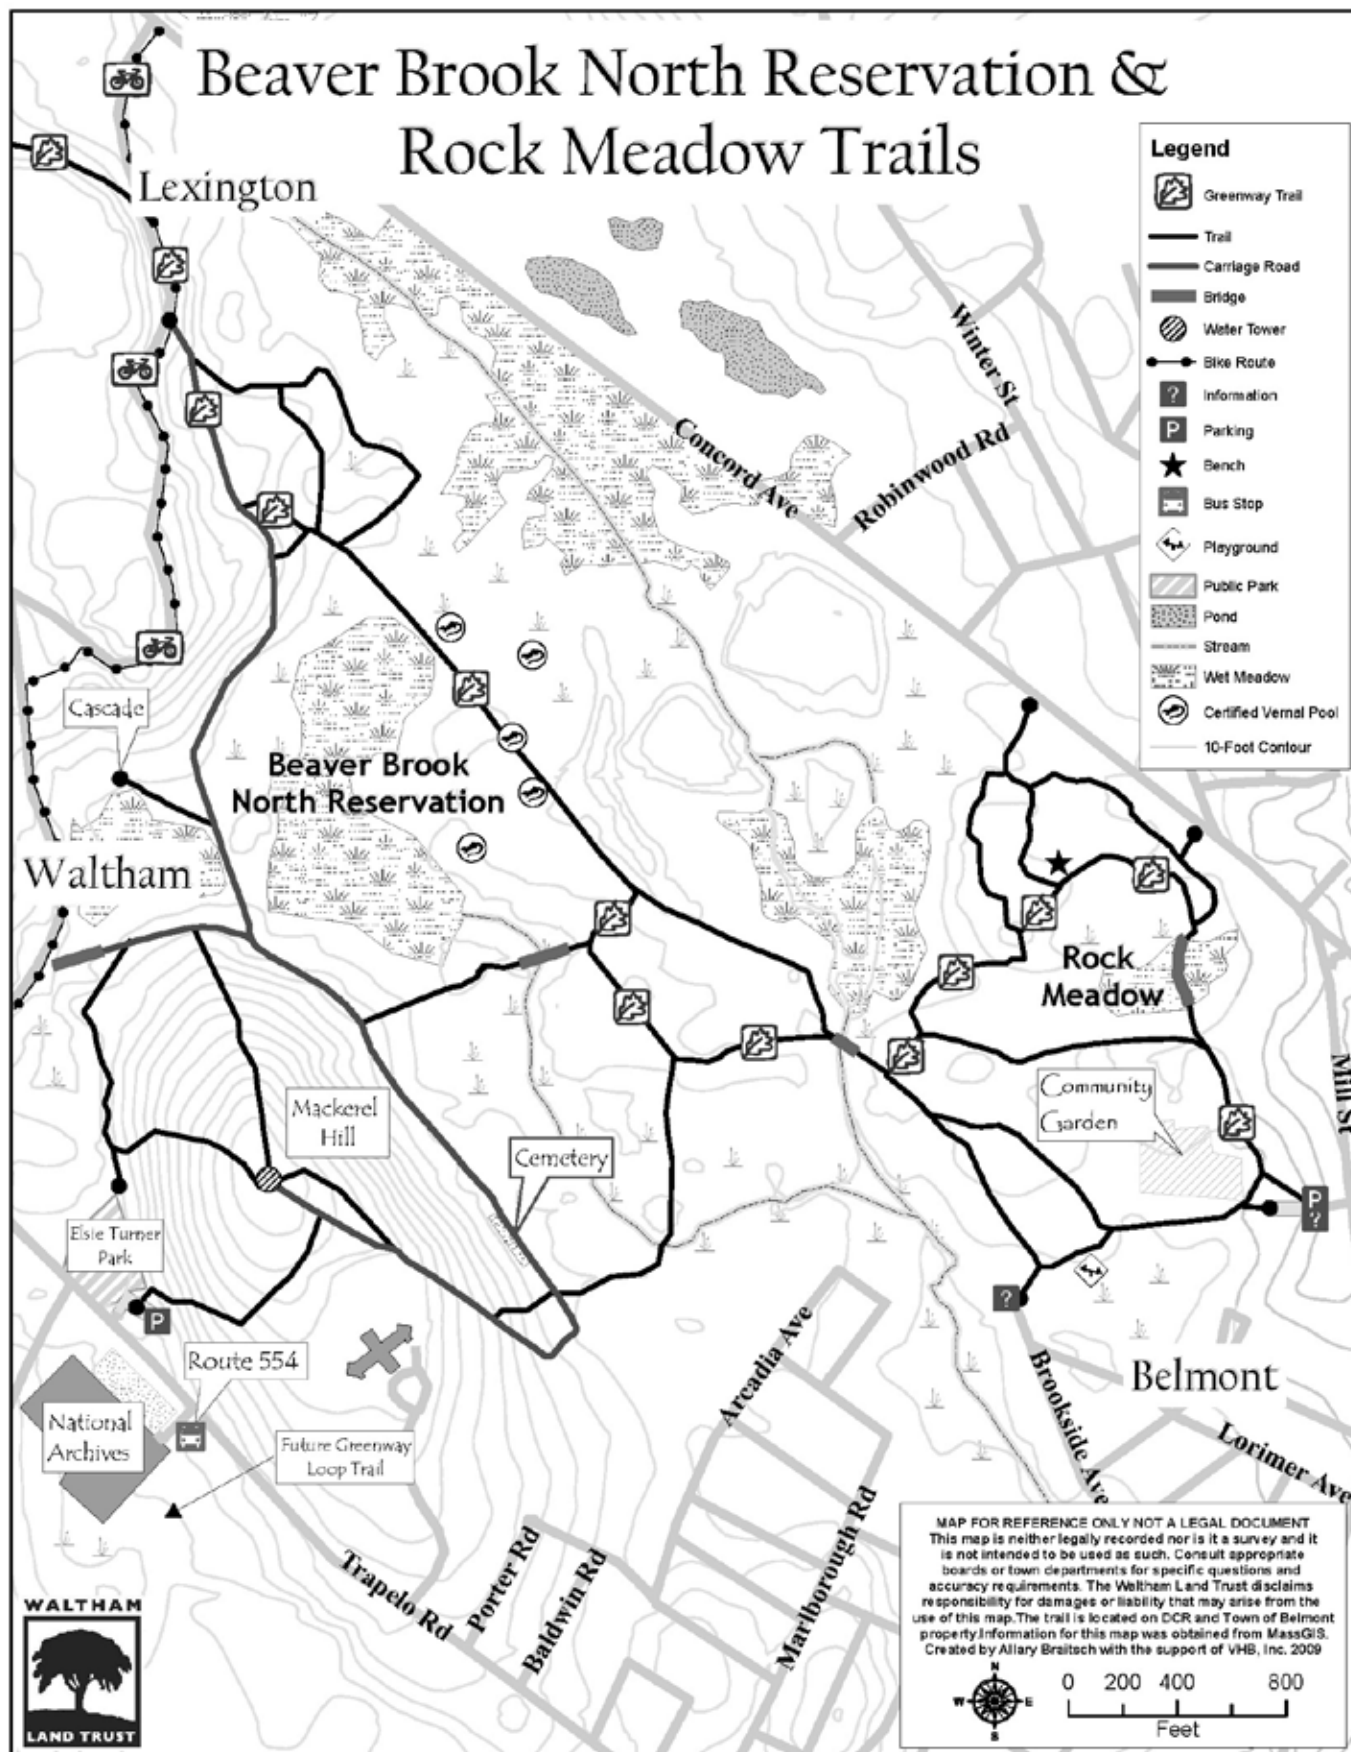 Beaver Brook North Reservation &
Rock Meadow Trails
Lexington
Legend
Greenway Trail
Trail
Carriage Road
Bridge
Water Tower
Bike Route
?
Information
P
Parking
Bench
Bus Stop
Playground
Public Park
Pond
Stream
Wet Meadow
Certified Vernal Pool
10-Foot Contour
Winter St
Concord Ave
Robinwood Rd
Cascade
Beaver Brook
North Reservation
Waltham
Rock
Meadow
Mill St
Mackerel
Hill
Community
Garden
Cemetery
P
?
Elsie Turner
Park
P
?
Route 554
Arcadia Ave
Brookside Ave
Belmont
National
Archives
Future Greenway
Loop Trail
Lorimer Ave
Trapelo Rd
Porter Rd
Baldwin Rd
Marlborough Rd
MAP FOR REFERENCE ONLY NOT A LEGAL DOCUMENT
This map is neither legally recorded nor is it a survey and it
is not intended to be used as such. Consult appropriate
boards or town departments for specific questions and
accuracy requirements. The Waltham Land Trust disclaims
responsibility for damages or liability that may arise from the
use of this map.The trail is located on DCR and Town of Belmont
property.Information for this map was obtained from MassGIS.
Created by Allary Braitsch with the support of VHB, Inc. 2009
N
W E
S
0 200 400 800
Feet
WALTHAM
LAND TRUST